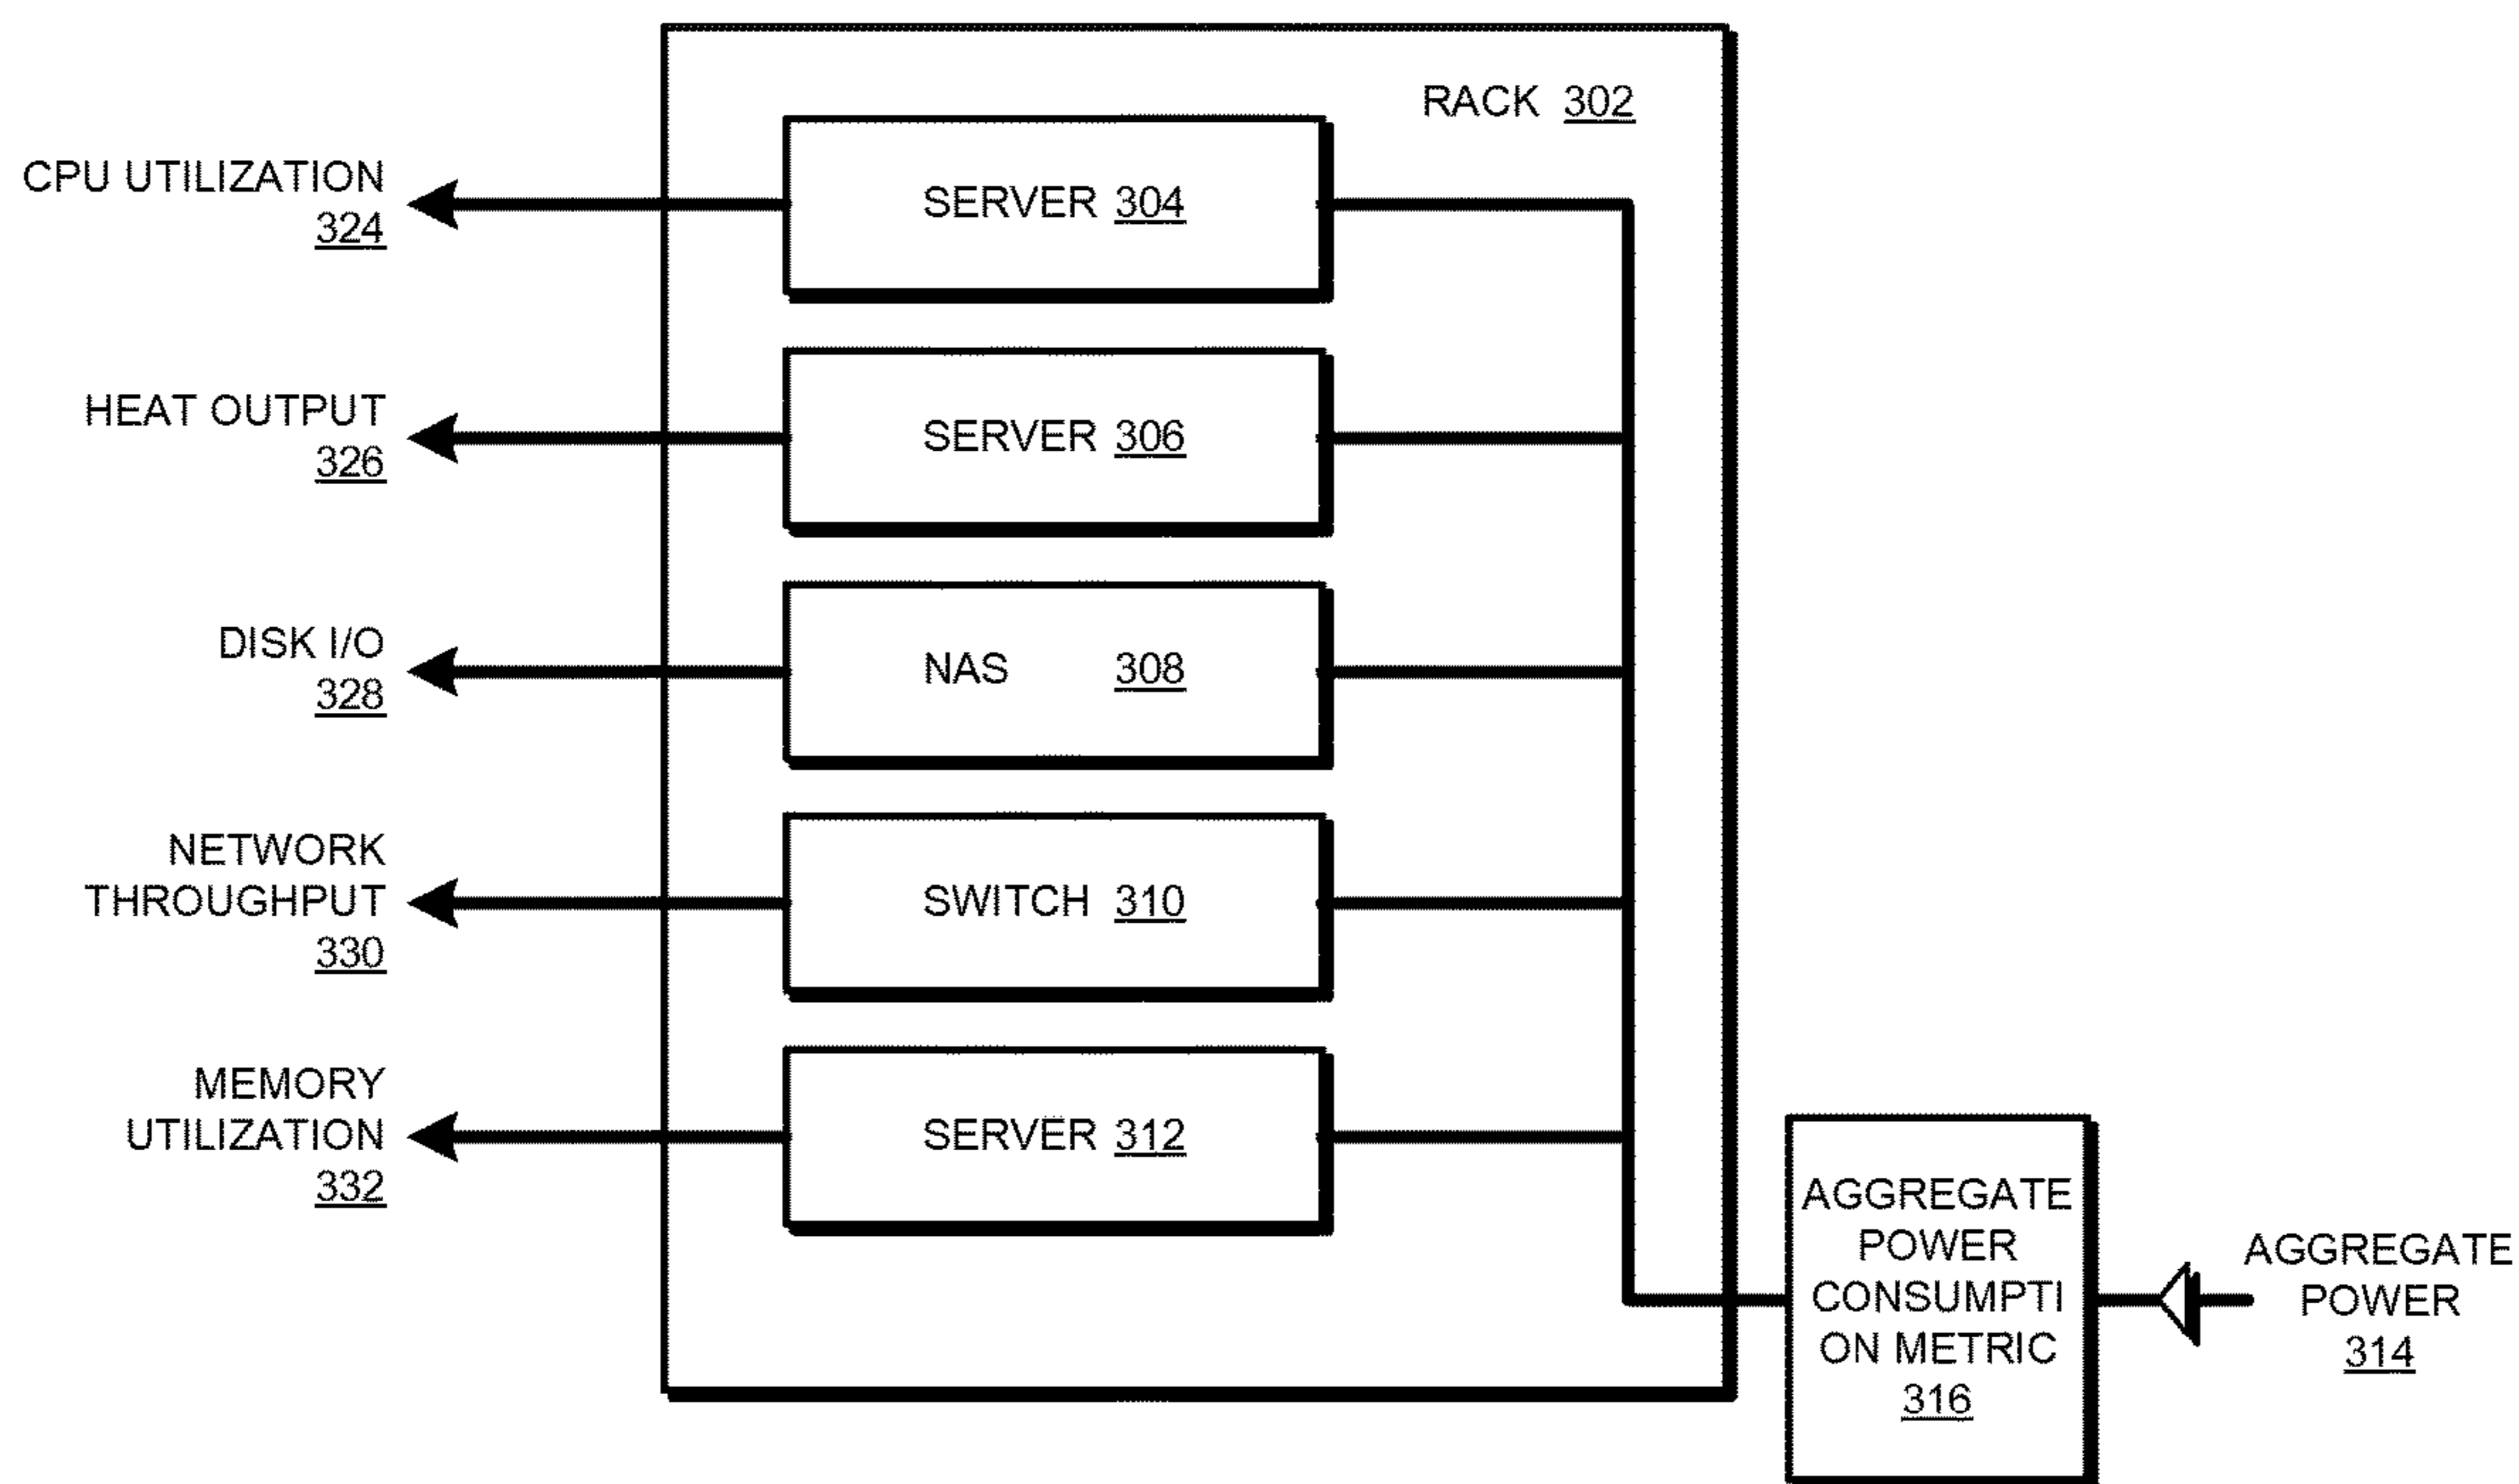 RACK 302
CPU UTILIZATION
324
SERVER 304
HEAT OUTPUT
326
SERVER 306
DISK I/O
328
NAS 308
NETWORK
THROUGHPUT
330
SWITCH 310
MEMORY
UTILIZATION
332
SERVER 312
AGGREGATE
POWER
CONSUMPTI
ON METRIC
316
AGGREGATE
POWER
314